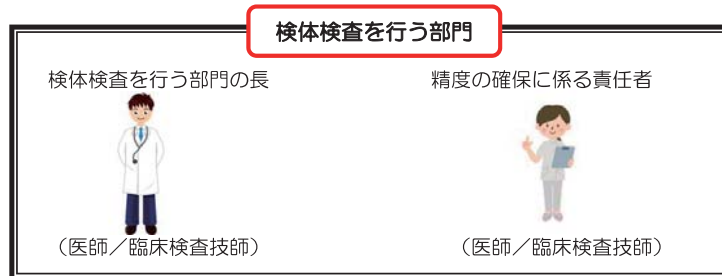 検体検査を行う部門
検体検査を行う部門の長
精度の確保に係る責任者
（医師／臨床検査技師）
（医師／臨床検査技師）